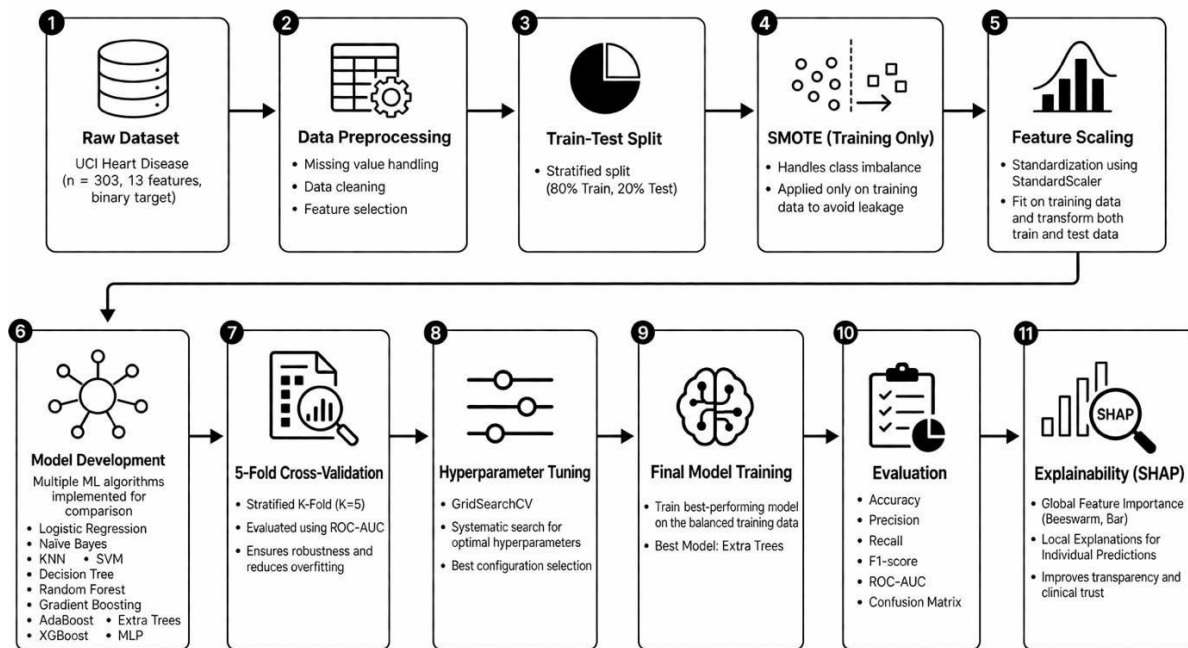 1
Raw Dataset
UCI Heart Disease
(n = 303, 13 features,
binary target)
2
Data Preprocessing
• Missing value handling
• Data cleaning
• Feature selection
3
Train-Test Split
• Stratified split
(80% Train, 20% Test)
4
SMOTE (Training Only)
• Handles class imbalance
• Applied only on training
data to avoid leakage
5
Feature Scaling
• Standardization using
StandardScaler
• Fit on training data
and transform both
train and test data
6
Model Development
Multiple ML algorithms
implemented for
comparison
• Logistic Regression
• Naïve Bayes
• KNN • SVM
• Decision Tree
• Random Forest
• Gradient Boosting
• AdaBoost • Extra Trees
• XGBoost • MLP
7
5-Fold Cross-Validation
• Stratified K-Fold (K=5)
• Evaluated using ROC-AUC
• Ensures robustness and
reduces overfitting
8
Hyperparameter Tuning
• GridSearchCV
• Systematic search for
optimal hyperparameters
• Best configuration selection
9
Final Model Training
• Train best-performing model
on the balanced training data
• Best Model: Extra Trees
10
Evaluation
• Accuracy
• Precision
• Recall
• F1-score
• ROC-AUC
• Confusion Matrix
11
SHAP
Explainability (SHAP)
• Global Feature Importance
(Beeswarm, Bar)
• Local Explanations for
Individual Predictions
• Improves transparency and
clinical trust